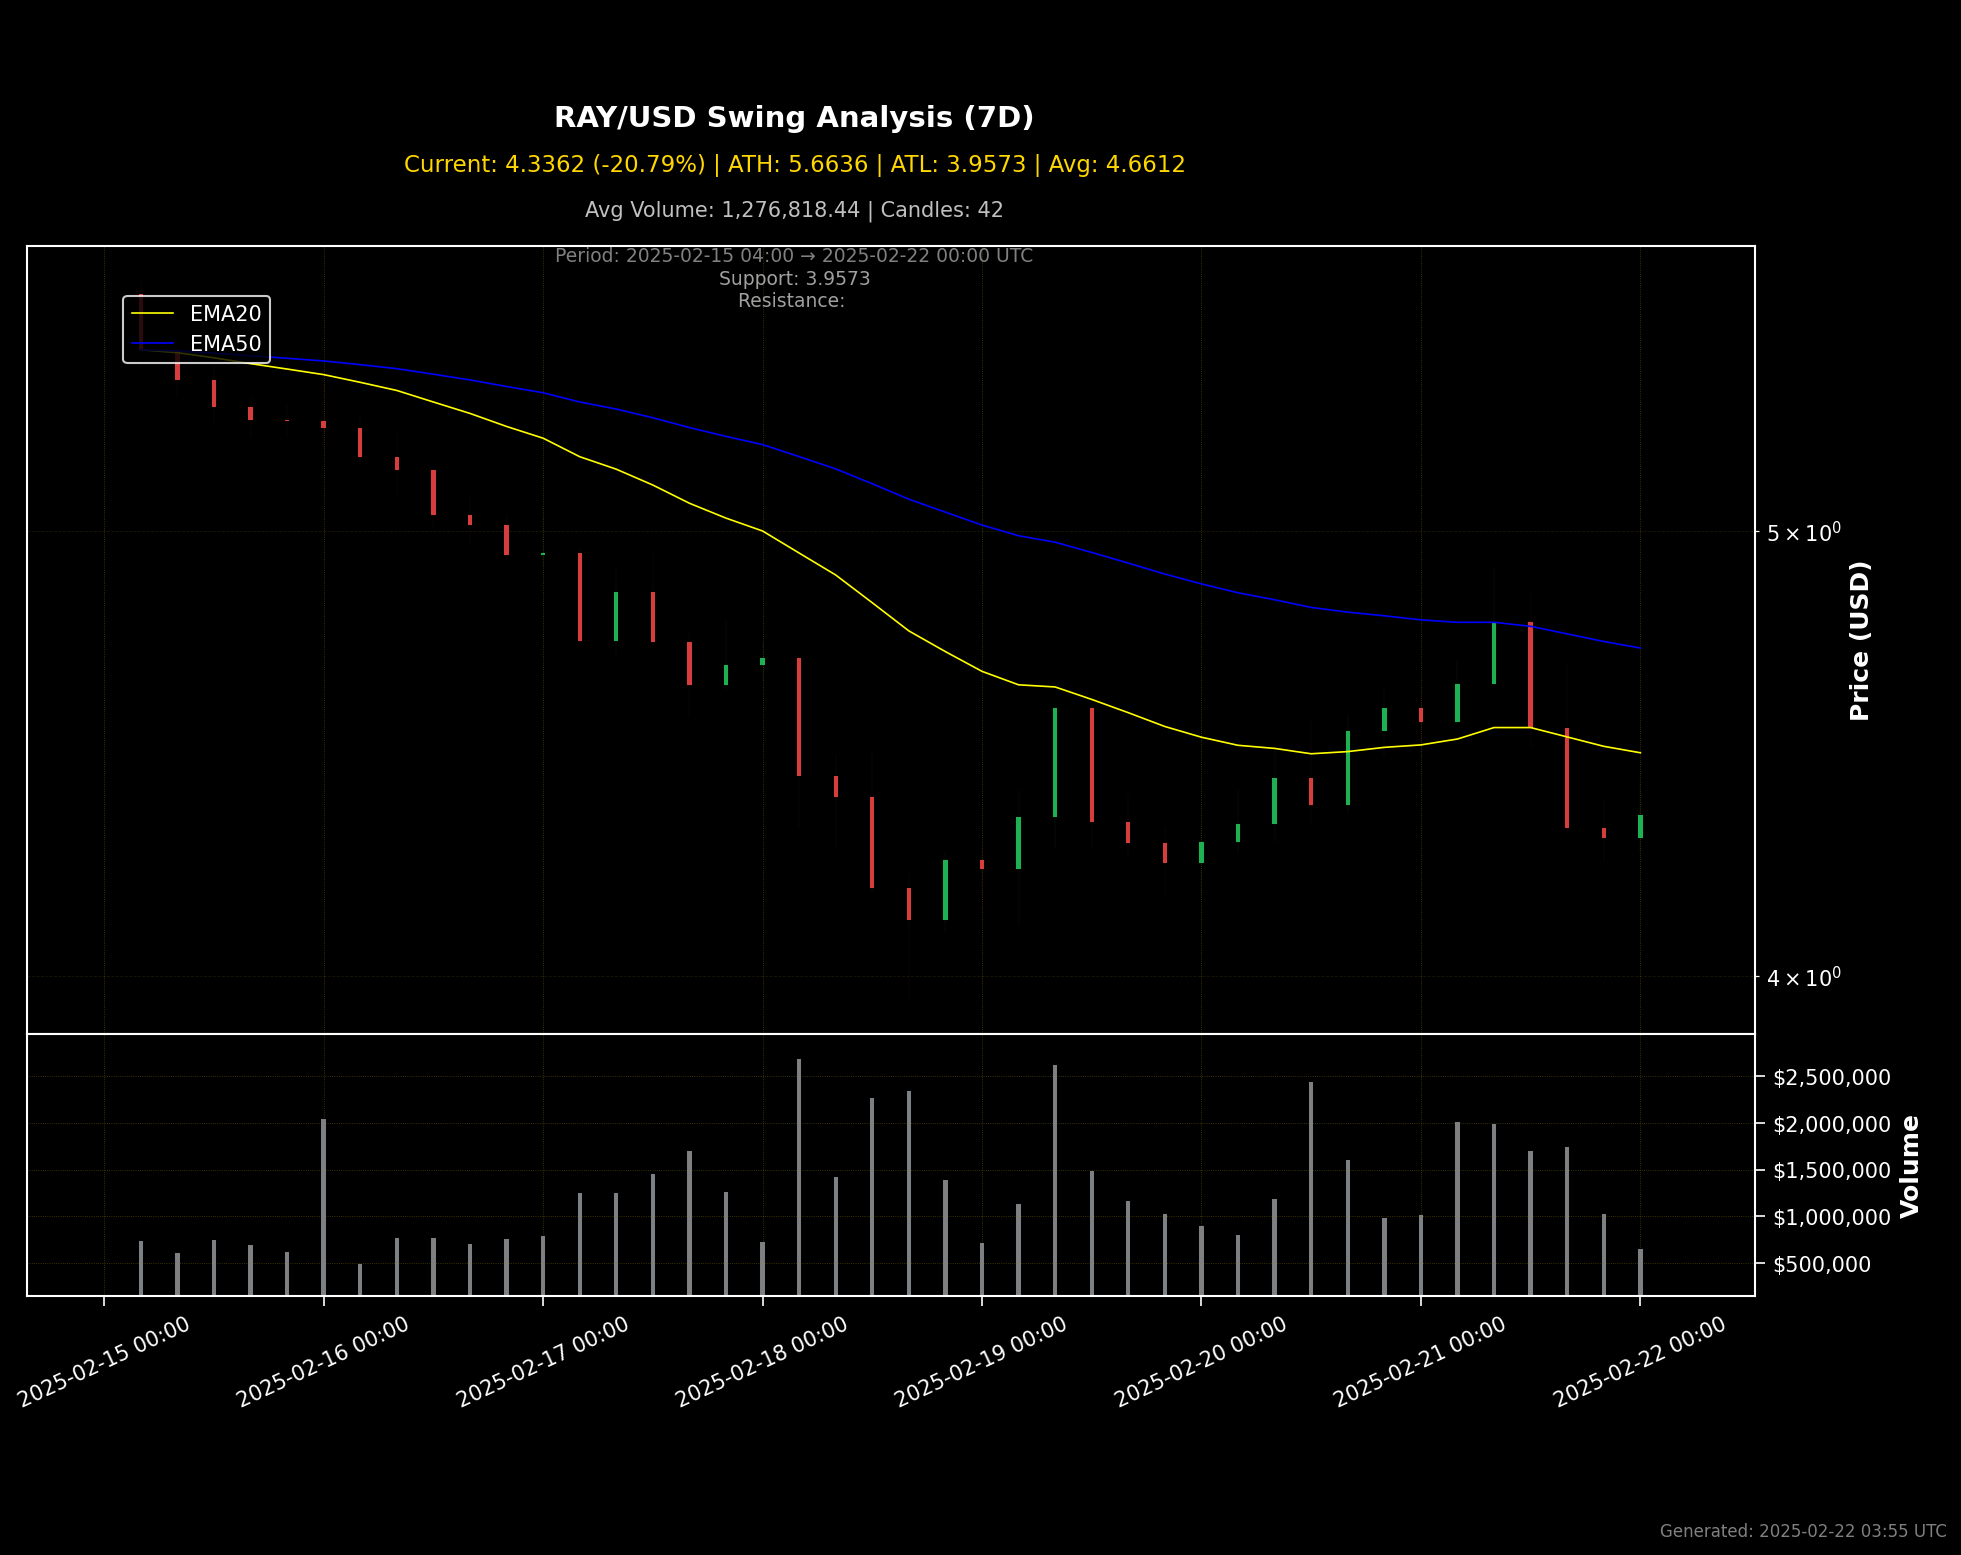 RAY/USD Swing Analysis (7D)
Current: 4.3362 (-20.79%) | ATH: 5.6636 | ATL: 3.9573 | Avg: 4.6612
Avg Volume: 1,276,818.44 | Candles: 42
Period: 2025-02-15 04:00 → 2025-02-22 00:00 UTC
Support: 3.9573
Resistance:
EMA20
EMA50
5 × 10⁰
Price (USD)
4 × 10⁰
$2,500,000
$2,000,000
$1,500,000
$1,000,000
$500,000
Volume
2025-02-15 00:00
2025-02-16 00:00
2025-02-17 00:00
2025-02-18 00:00
2025-02-19 00:00
2025-02-20 00:00
2025-02-21 00:00
2025-02-22 00:00
Generated: 2025-02-22 03:55 UTC